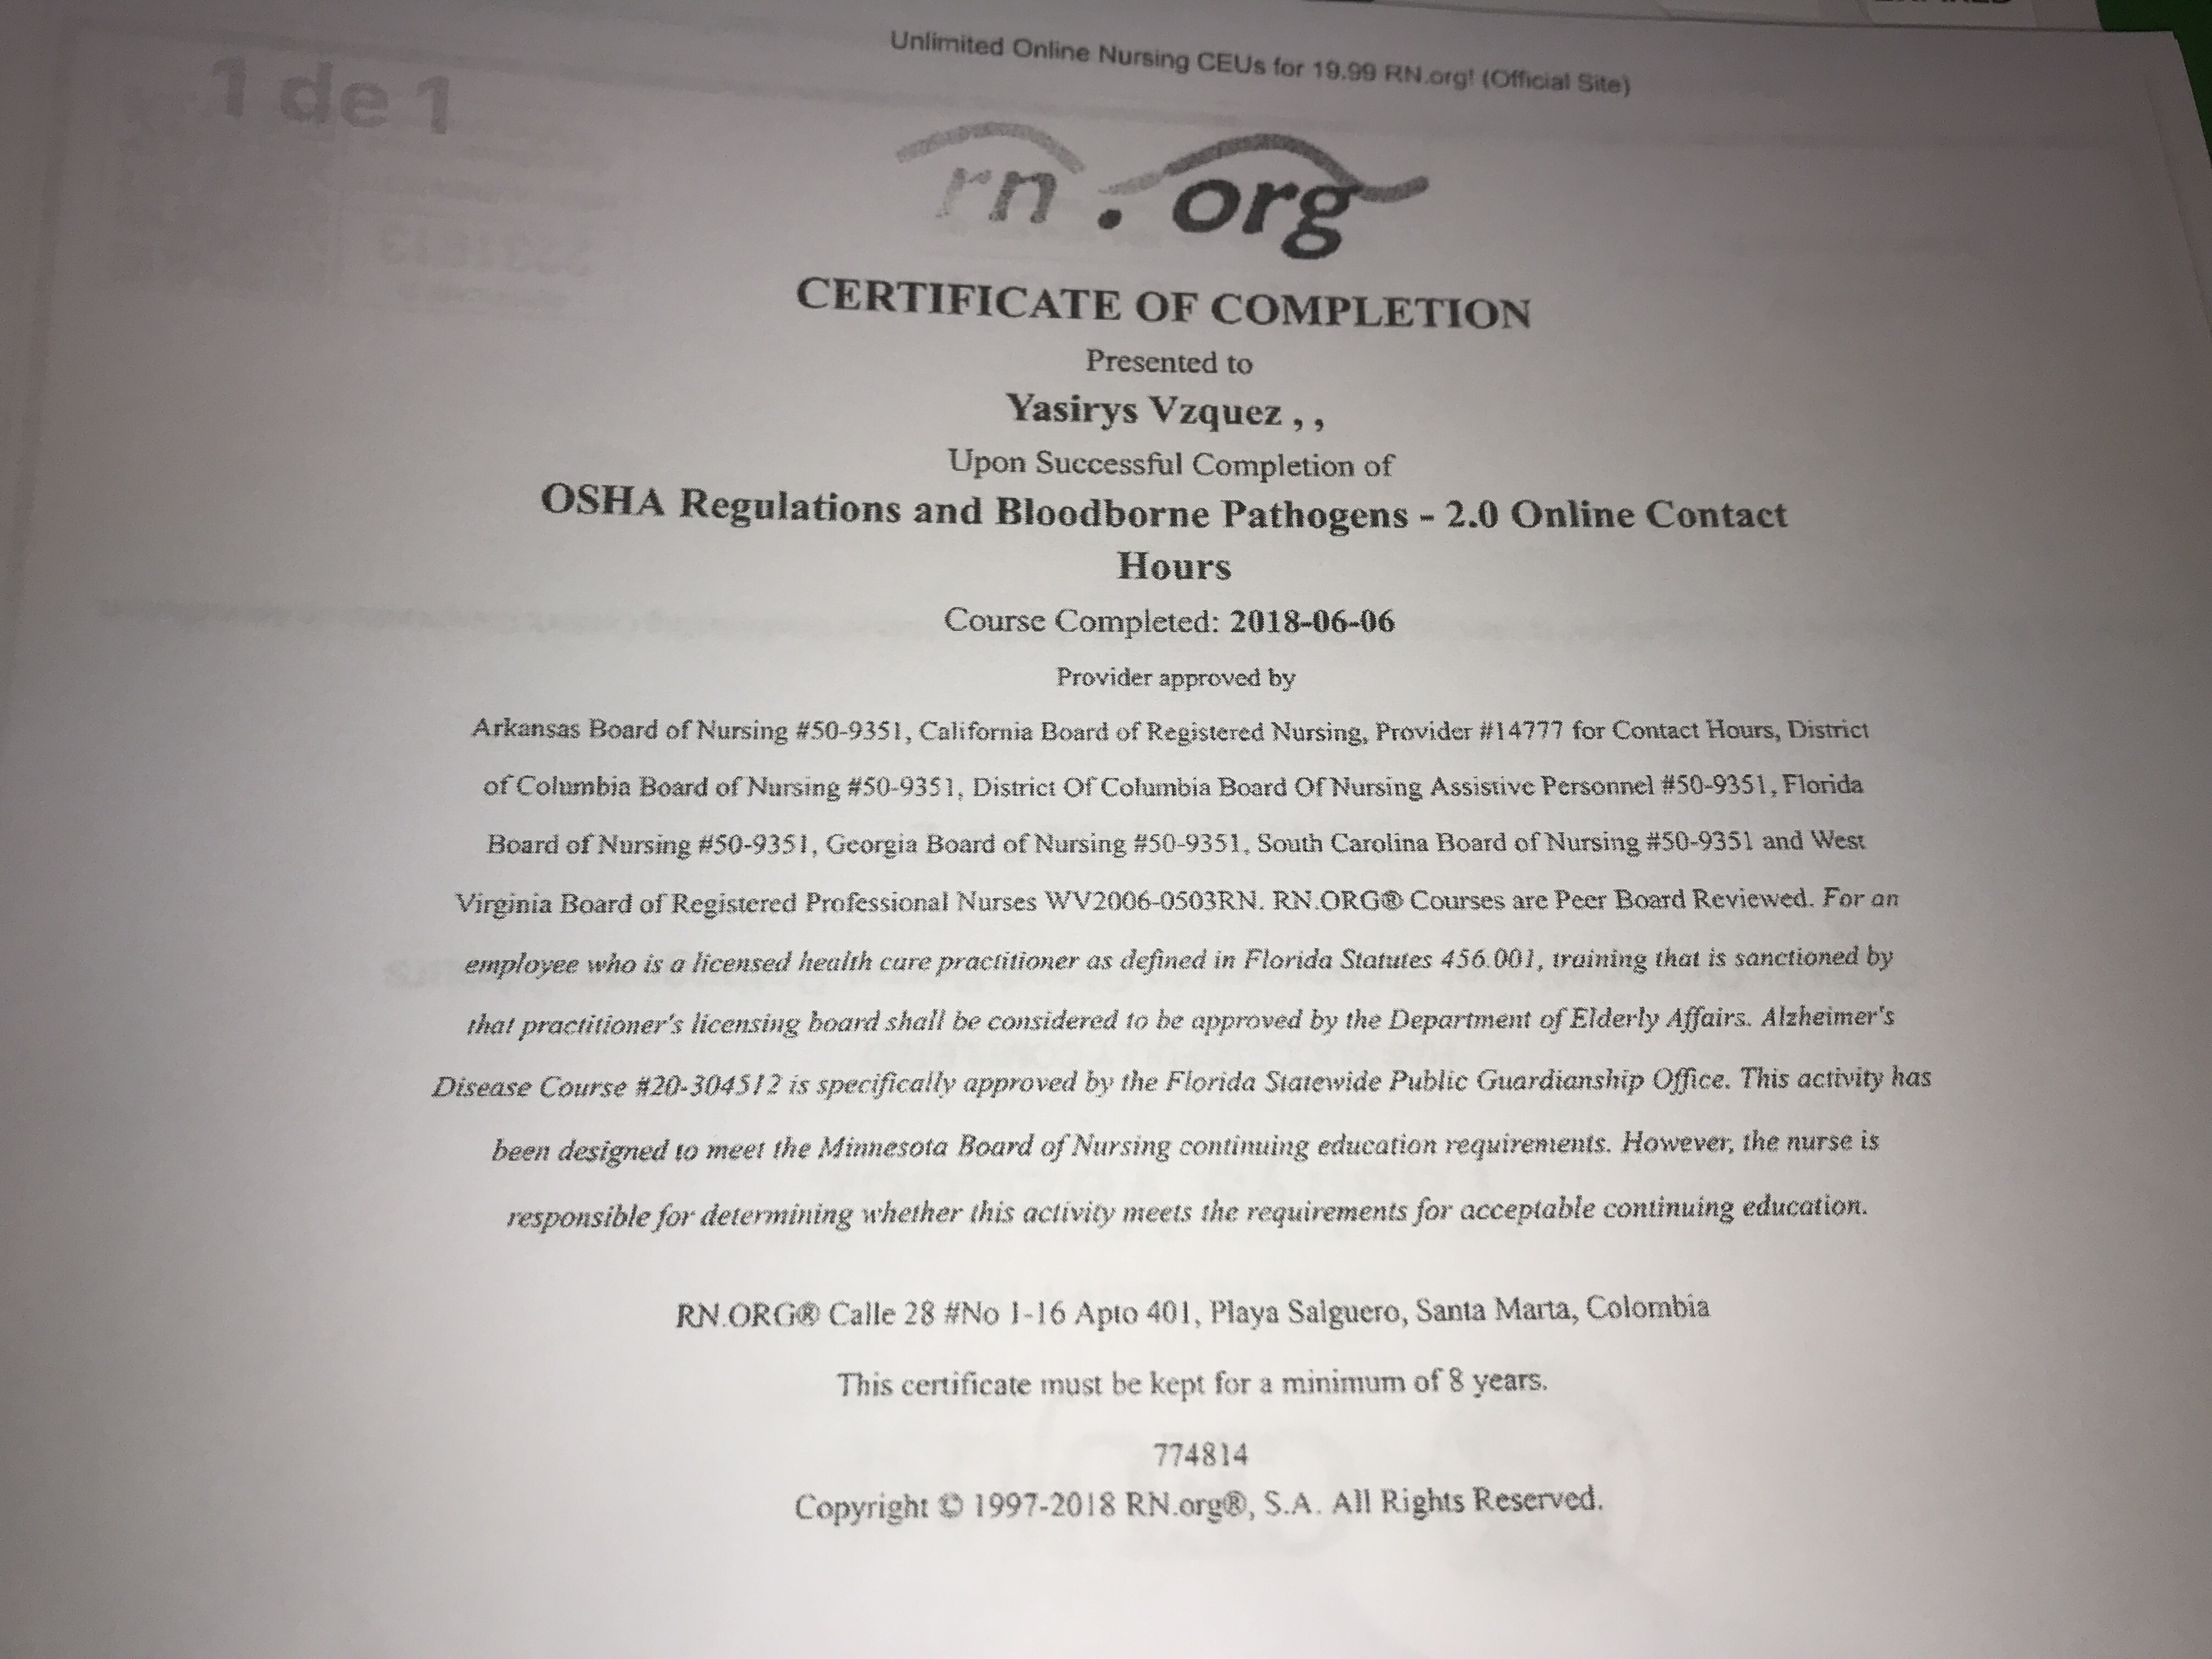 Unlimited Online Nursing CEUs for 19.99 RN.org! (Official Site)
1 de 1
rn.org
CERTIFICATE OF COMPLETION
Presented to
Yasirys Vzquez , ,
Upon Successful Completion of
OSHA Regulations and Bloodborne Pathogens - 2.0 Online Contact
Hours
Course Completed: 2018-06-06
Provider approved by
Arkansas Board of Nursing #50-9351, California Board of Registered Nursing, Provider #14777 for Contact Hours, District
of Columbia Board of Nursing #50-9351, District Of Columbia Board Of Nursing Assistive Personnel #50-9351, Florida
Board of Nursing #50-9351, Georgia Board of Nursing #50-9351, South Carolina Board of Nursing #50-9351 and West
Virginia Board of Registered Professional Nurses WV2006-0503RN. RN.ORG® Courses are Peer Board Reviewed. For an
employee who is a licensed health care practitioner as defined in Florida Statutes 456.001, training that is sanctioned by
that practitioner's licensing board shall be considered to be approved by the Department of Elderly Affairs. Alzheimer's
Disease Course #20-304512 is specifically approved by the Florida Statewide Public Guardianship Office. This activity has
been designed to meet the Minnesota Board of Nursing continuing education requirements. However, the nurse is
responsible for determining whether this activity meets the requirements for acceptable continuing education.
RN.ORG® Calle 28 #No 1-16 Apto 401, Playa Salguero, Santa Marta, Colombia
This certificate must be kept for a minimum of 8 years.
774814
Copyright © 1997-2018 RN.org®, S.A. All Rights Reserved.